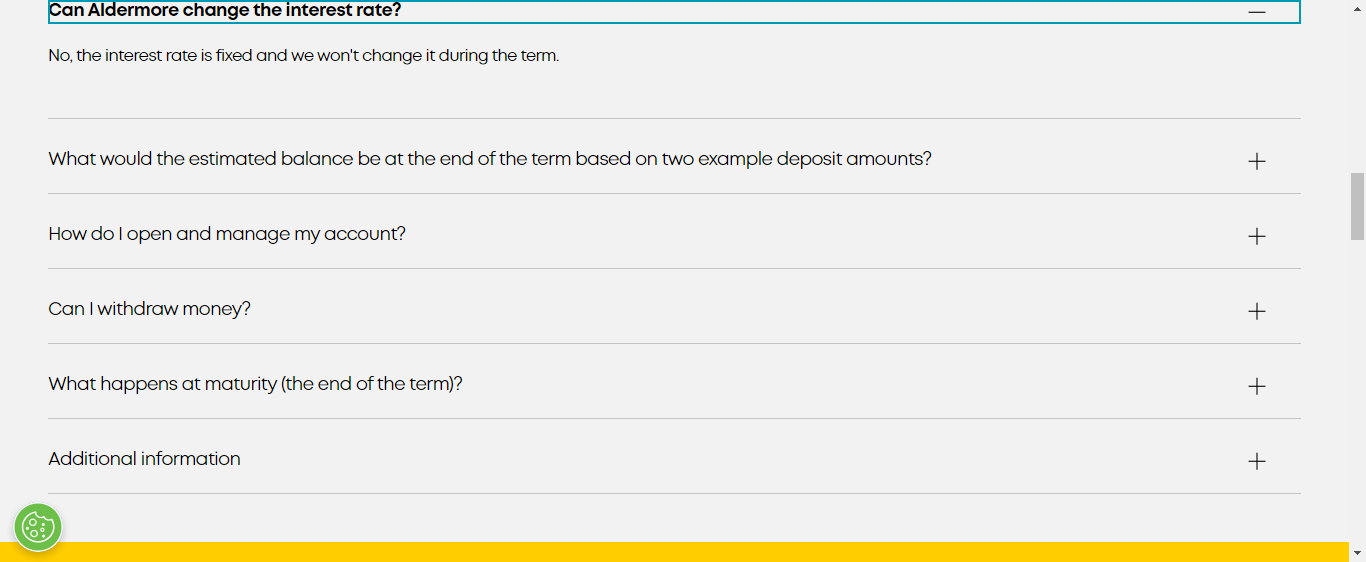 Can Aldermore change the interest rate?
No, the interest rate is fixed and we won't change it during the term.
What would the estimated balance be at the end of the term based on two example deposit amounts?
How do I open and manage my account?
Can I withdraw money?
What happens at maturity (the end of the term)?
Additional information